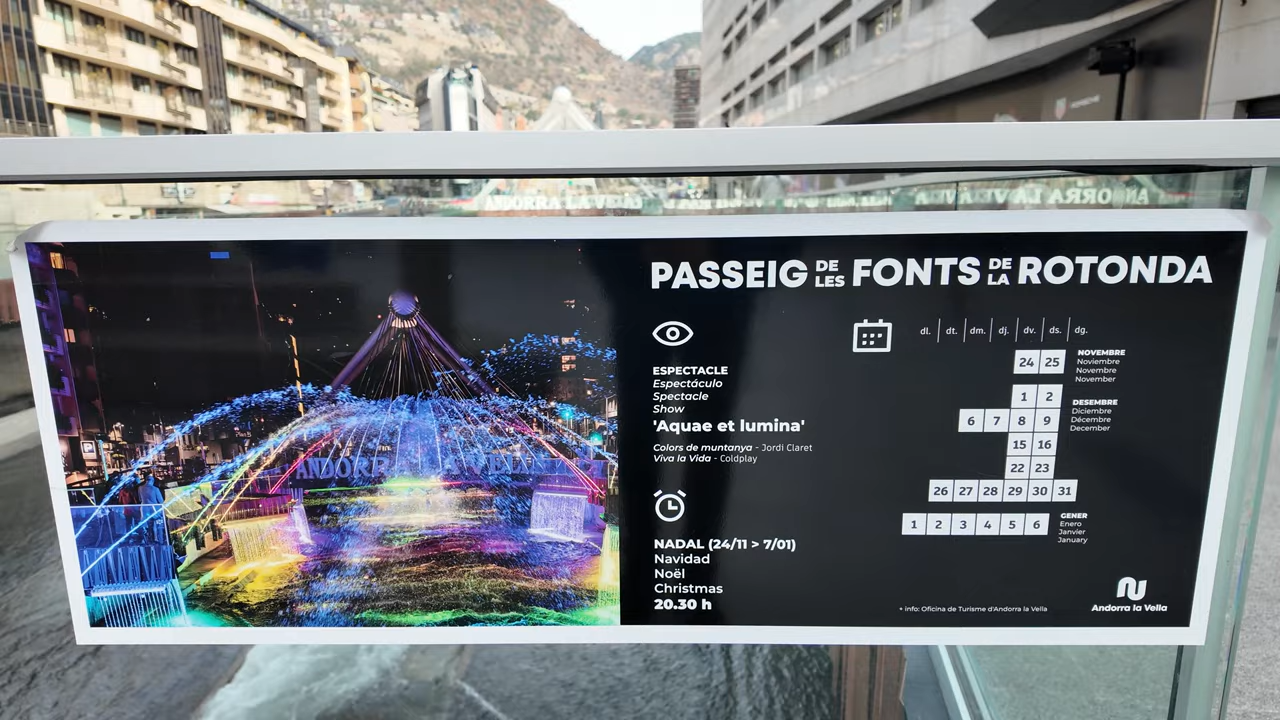 PASSEIG DE LES FONTS DE LA ROTONDA
ESPECTACLE
Espectáculo
Spectacle
Show
'Aquae et lumina'
Colors de muntanya - Jordi Claret
Viva la Vida - Coldplay
NADAL (24/11 > 7/01)
Navidad
Noël
Christmas
20.30 h
dl. dt. dm. dj. dv. ds. dg.
24 25
NOVEMBRE
Noviembre
Novembre
November
1 2
6 7 8 9
15 16
22 23
26 27 28 29 30 31
DESEMBRE
Diciembre
Décembre
December
1 2 3 4 5 6
GENER
Enero
Janvier
January
+ info: Oficina de Turisme d'Andorra la Vella
Andorra la Vella
ANDORRA LA VELLA